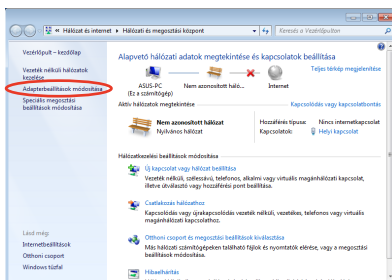 « Hálózat és internet ▸ Hálózati és megosztási központ
Keresés a Vezérlőpulton
Vezérlőpult – kezdőlap
Vezeték nélküli hálózatok
kezelése
Adapterbeállítások módosítása
Speciális megosztási
beállítások módosítása
Alapvető hálózati adatok megtekintése és kapcsolatok beállítása
Teljes térkép megjelenítése
ASUS-PC
(Ez a számítógép)
Nem azonosított háló...
Internet
Aktív hálózatok megtekintése
Kapcsolódás vagy kapcsolatbontás
Nem azonosított hálózat
Nyilvános hálózat
Hozzáférés típusa: Nincs internetkapcsolat
Kapcsolatok: Helyi kapcsolat
Hálózatkezelési beállítások módosítása
Új kapcsolat vagy hálózat beállítása
Vezeték nélküli, szélessávú, telefonos, alkalmi vagy virtuális magánhálózati kapcsolat,
illetve útválasztó vagy hozzáférési pont beállítása.
Csatlakozás hálózathoz
Kapcsolódás vagy újrakapcsolódás vezeték nélküli, vezetékes, telefonos vagy virtuális
magánhálózati kapcsolathoz.
Otthoni csoport és megosztási beállítások kiválasztása
Más hálózati számítógépeken található fájlok és nyomtatók elérése, vagy a megosztási
beállítások módosítása.
Hibaelhárítás
Lásd még
Internetbeállítások
Otthoni csoport
Windows tűzfal